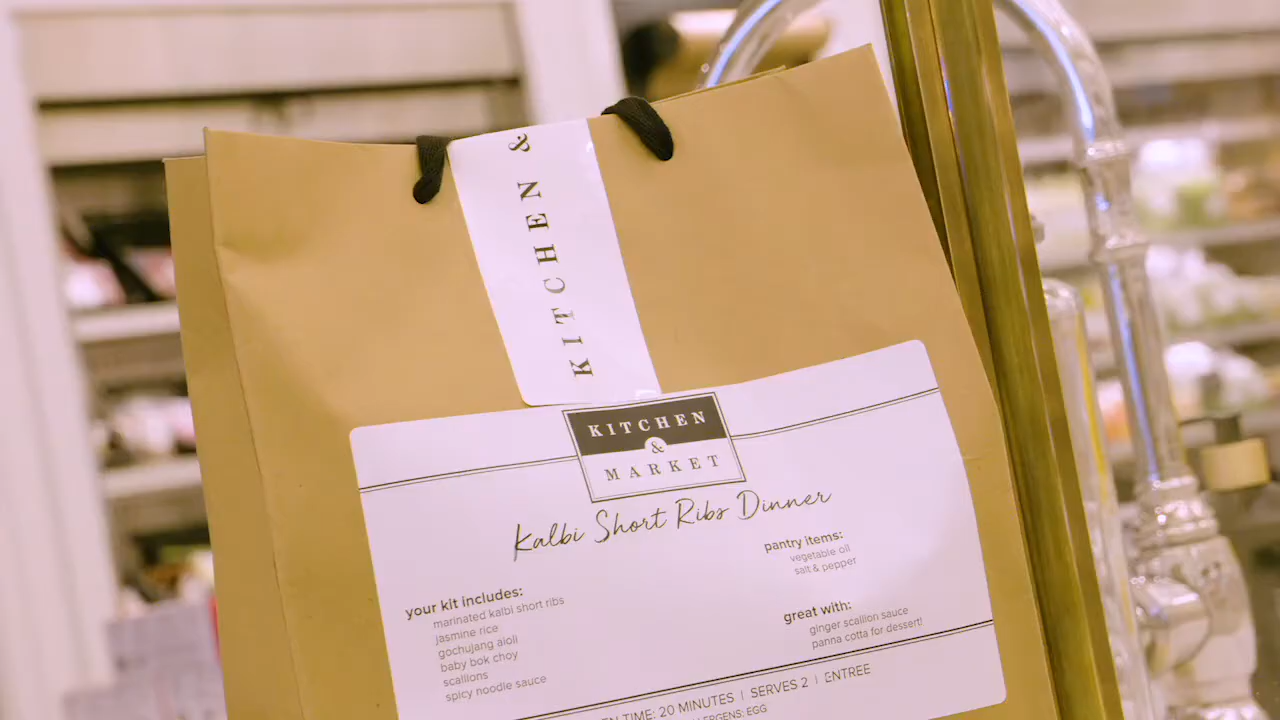 KITCHEN &
KITCHEN
&
MARKET
Kalbi Short Ribs Dinner
your kit includes:
marinated kalbi short ribs
jasmine rice
gochujang aioli
baby bok choy
scallions
spicy noodle sauce
pantry items:
vegetable oil
salt & pepper
great with:
ginger scallion sauce
panna cotta for dessert!
TIME: 20 MINUTES | SERVES 2 | ENTREE
EGG